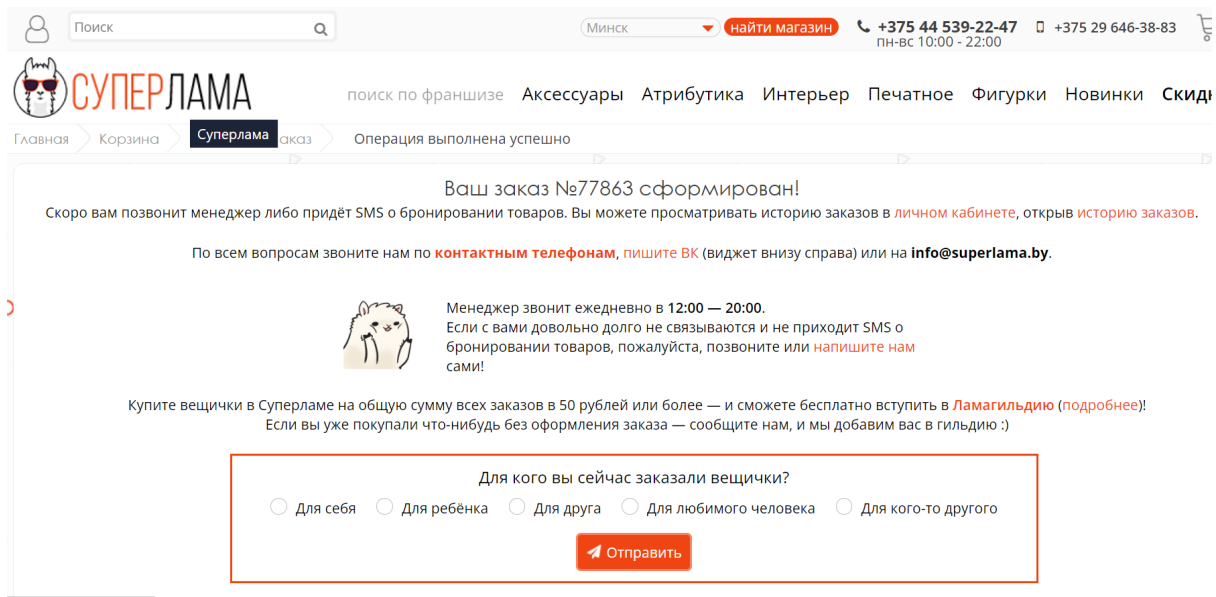 Поиск
Минск
найти магазин
+375 44 539-22-47
+375 29 646-38-83
пн-вс 10:00 - 22:00
СУПЕРЛАМА
поиск по франшизе Аксессуары Атрибутика Интерьер Печатное Фигурки Новинки
Главная Корзина Суперлама аказ Операция выполнена успешно
Ваш заказ №77863 сформирован!
Скоро вам позвонит менеджер либо придёт SMS о бронировании товаров. Вы можете просматривать историю заказов в личном кабинете, открыв историю заказов.
По всем вопросам звоните нам по контактным телефонам, пишите ВК (виджет внизу справа) или на info@superlama.by.
Менеджер звонит ежедневно в 12:00 — 20:00.
Если с вами довольно долго не связываются и не приходит SMS о
бронировании товаров, пожалуйста, позвоните или напишите нам
сами!
Купите вещички в Суперламе на общую сумму всех заказов в 50 рублей или более — и сможете бесплатно вступить в Ламагильдию (подробнее)!
Если вы уже покупали что-нибудь без оформления заказа — сообщите нам, и мы добавим вас в гильдию :)
Для кого вы сейчас заказали вещички?
Для себя Для ребёнка Для друга Для любимого человека Для кого-то другого
Отправить